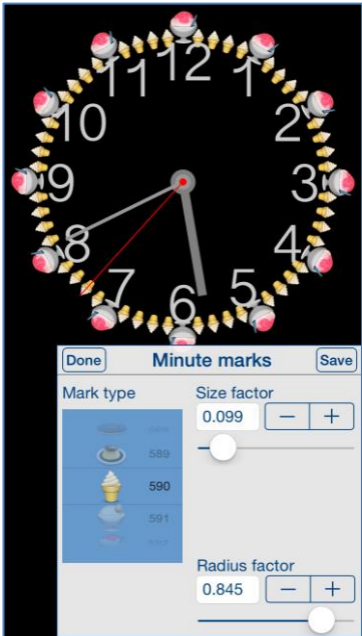 12
11 1
10 2
9 3
8 4
7 5
6
Done Minute marks Save
Mark type Size factor
0.099 − +
589
590
591
Radius factor
0.845 − +